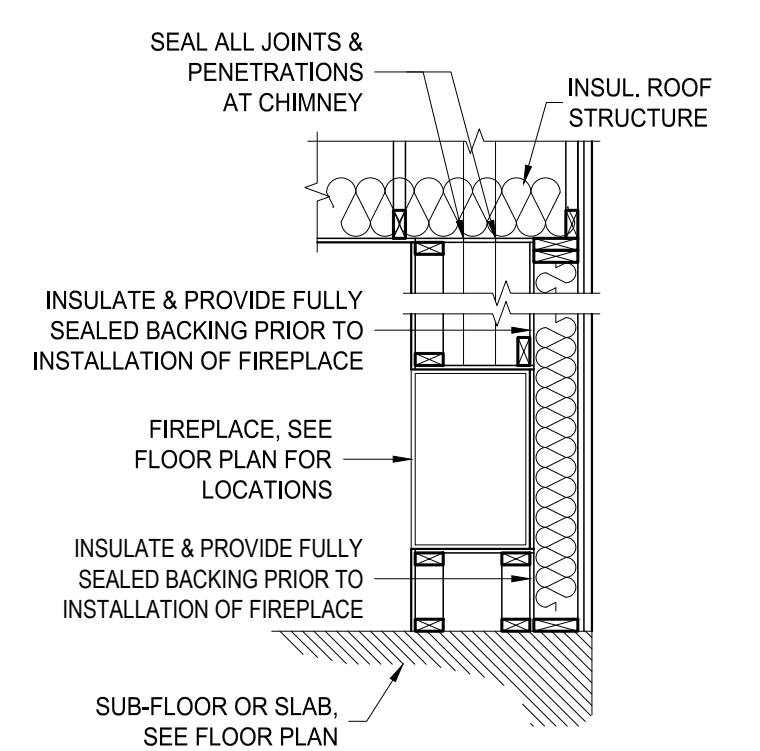 SEAL ALL JOINTS &
PENETRATIONS
AT CHIMNEY
INSUL. ROOF
STRUCTURE
INSULATE & PROVIDE FULLY
SEALED BACKING PRIOR TO
INSTALLATION OF FIREPLACE
FIREPLACE, SEE
FLOOR PLAN FOR
LOCATIONS
INSULATE & PROVIDE FULLY
SEALED BACKING PRIOR TO
INSTALLATION OF FIREPLACE
SUB-FLOOR OR SLAB,
SEE FLOOR PLAN